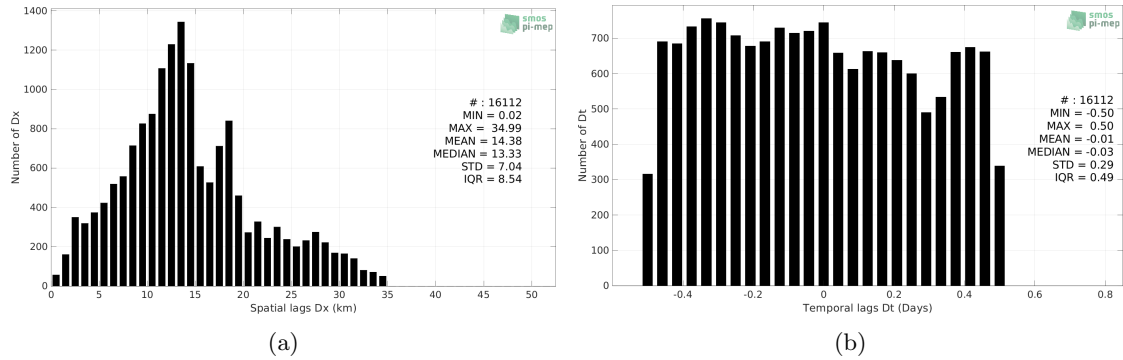 1400
1200
1000
800
600
400
200
0
Number of Dx
0 5 10 15 20 25 30 35 40 45 50
Spatial lags Dx (km)
smos
pi-mep
# : 16112
MIN = 0.02
MAX = 34.99
MEAN = 14.38
MEDIAN = 13.33
STD = 7.04
IQR = 8.54
(a)
700
600
500
400
300
200
100
0
Number of Dt
-0.4 -0.2 0 0.2 0.4 0.6 0.8
Temporal lags Dt (Days)
smos
pi-mep
# : 16112
MIN = -0.50
MAX = 0.50
MEAN = -0.01
MEDIAN = -0.03
STD = 0.29
IQR = 0.49
(b)